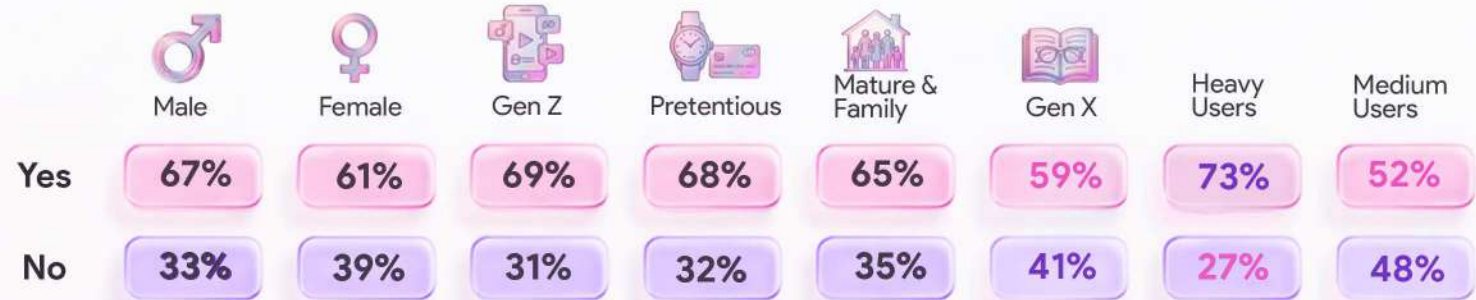 Male Female Gen Z Pretentious Mature & Family Gen X Heavy Users Medium Users
Yes 67% 61% 69% 68% 65% 59% 73% 52%
No 33% 39% 31% 32% 35% 41% 27% 48%